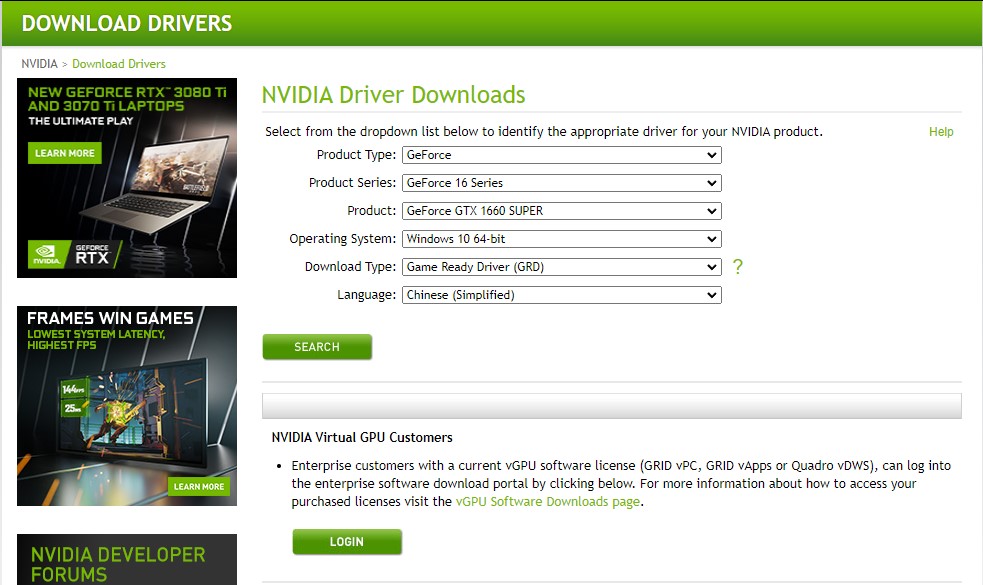 DOWNLOAD DRIVERS
NVIDIA > Download Drivers
NEW GEFORCE RTX™ 3080 Ti
AND 3070 Ti LAPTOPS
THE ULTIMATE PLAY
LEARN MORE
BATTLEFIELD
NVIDIA.
GEFORCE
RTX
FRAMES WIN GAMES
LOWEST SYSTEM LATENCY,
HIGHEST FPS
144FPS
25MS
LEARN MORE
NVIDIA DEVELOPER
FORUMS
NVIDIA Driver Downloads
Select from the dropdown list below to identify the appropriate driver for your NVIDIA product.
Help
Product Type: GeForce
Product Series: GeForce 16 Series
Product: GeForce GTX 1660 SUPER
Operating System: Windows 10 64-bit
Download Type: Game Ready Driver (GRD) ?
Language: Chinese (Simplified)
SEARCH
NVIDIA Virtual GPU Customers
• Enterprise customers with a current vGPU software license (GRID vPC, GRID vApps or Quadro vDWS), can log into
the enterprise software download portal by clicking below. For more information about how to access your
purchased licenses visit the vGPU Software Downloads page.
LOGIN